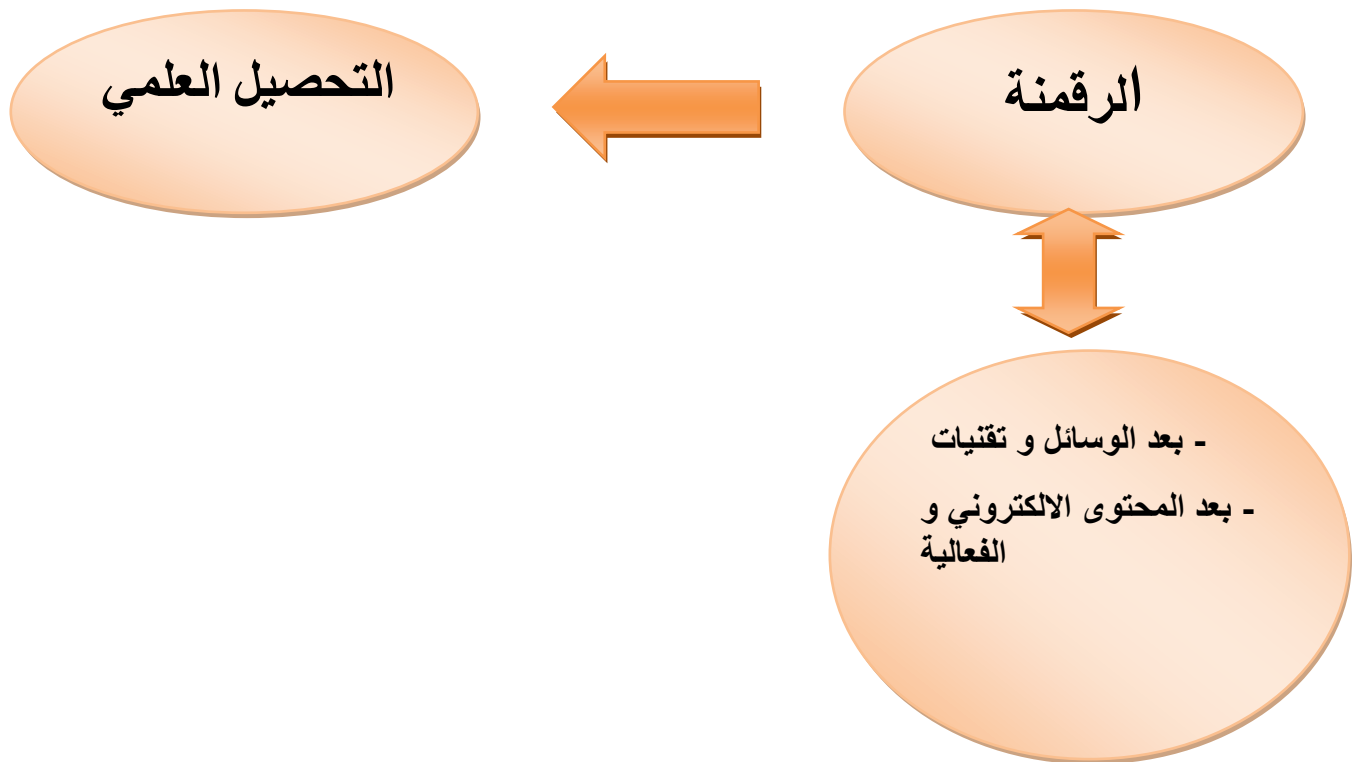 الرقمنة
التحصيل العلمي
- بعد الوسائل و تقنيات
- بعد المحتوى الالكتروني و
الفعالية